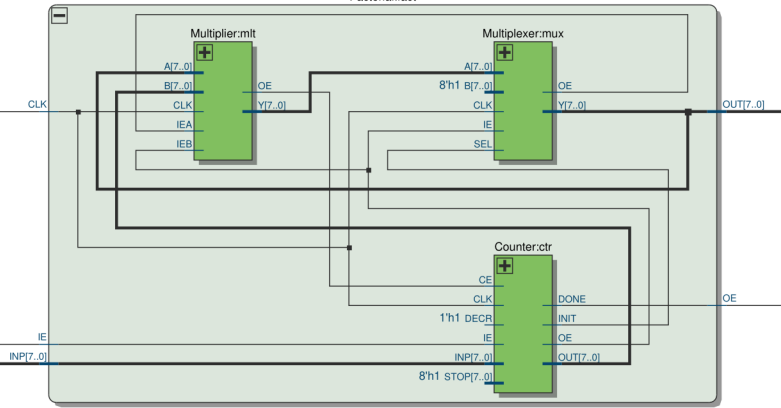 Multiplier:mlt
Multiplexer:mux
A[7..0]
B[7..0]
CLK
IEA
IEB
OE
Y[7..0]
A[7..0]
8'h1 B[7..0]
CLK
IE
SEL
OE
Y[7..0]
CLK
OUT[7..0]
Counter:ctr
CE
CLK
1'h1 DECR
IE
INP[7..0]
8'h1 STOP[7..0]
DONE
INIT
OE
OUT[7..0]
OE
IE
INP[7..0]